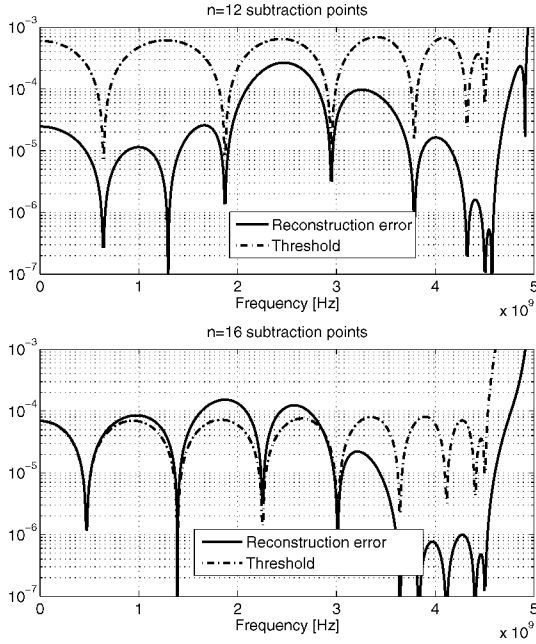 n=12 subtraction points
10^-3
10^-4
10^-5
10^-6
10^-7
Reconstruction error
Threshold
0 1 2 3 4 5
Frequency [Hz]
x 10^9
n=16 subtraction points
10^-3
10^-4
10^-5
10^-6
10^-7
Reconstruction error
Threshold
0 1 2 3 4 5
Frequency [Hz]
x 10^9